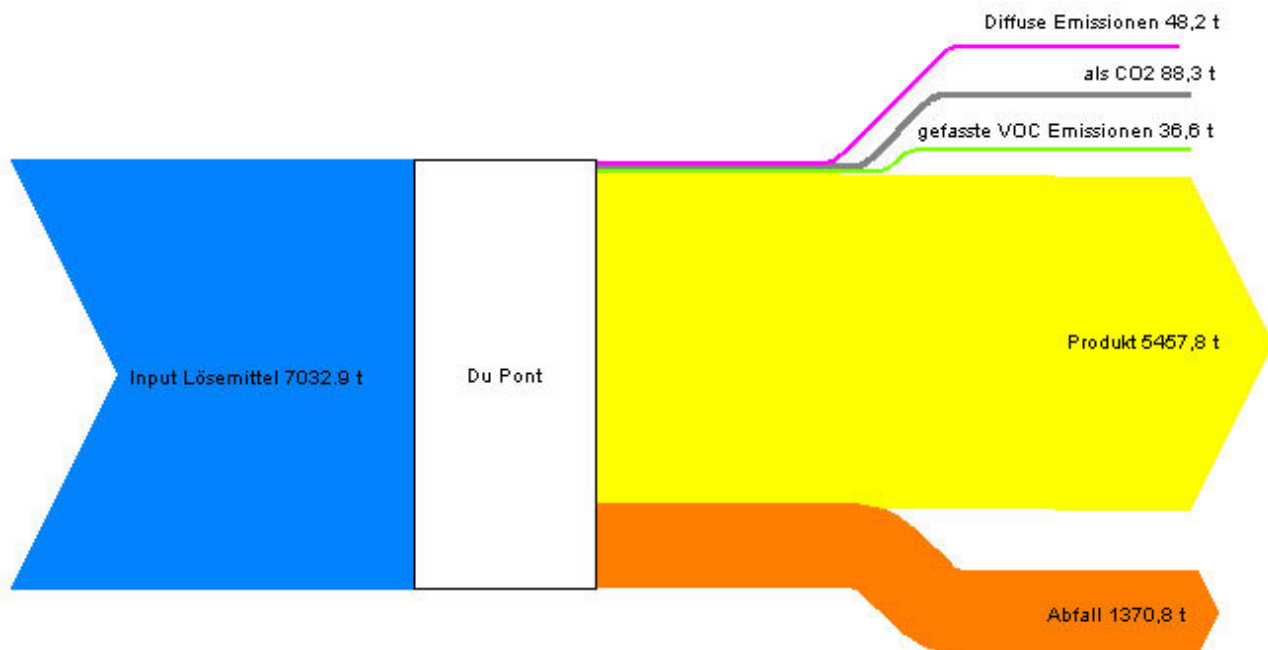 Diffuse Emissionen 48,2 t
als CO2 88,3 t
gefasste VOC Emissionen 36,6 t
Produkt 5457,8 t
Input Lösemittel 7032.9 t
Du Pont
Abfall 1370,8 t